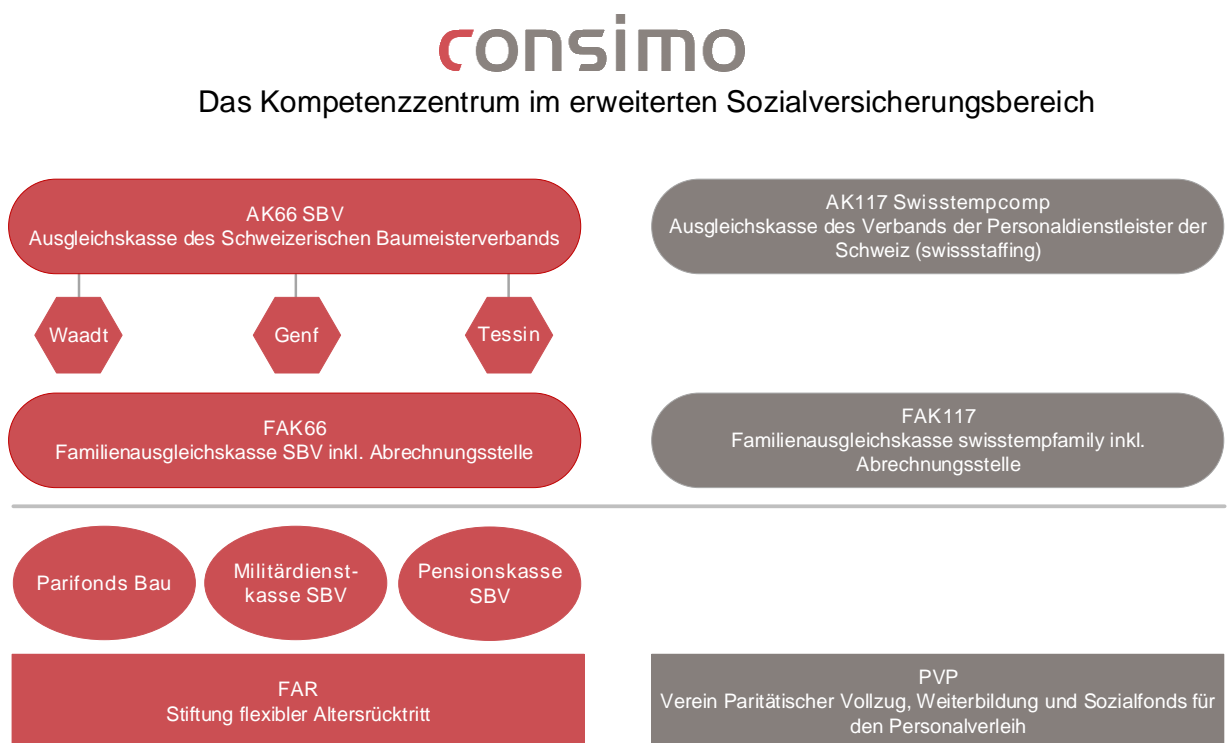 consimo
Das Kompetenzzentrum im erweiterten Sozialversicherungsbereich
AK66 SBV
Ausgleichskasse des Schweizerischen Baumeisterverbands
AK117 Swisstempcomp
Ausgleichskasse des Verbands der Personaldienstleister der
Schweiz (swissstaffing)
Waadt
Genf
Tessin
FAK66
Familienausgleichskasse SBV inkl. Abrechnungsstelle
FAK117
Familienausgleichskasse swisstempfamily inkl.
Abrechnungsstelle
Parifonds Bau
Militärdienst-
kasse SBV
Pensionskasse
SBV
FAR
Stiftung flexibler Altersrücktritt
PVP
Verein Paritätischer Vollzug, Weiterbildung und Sozialfonds für
den Personalverleih